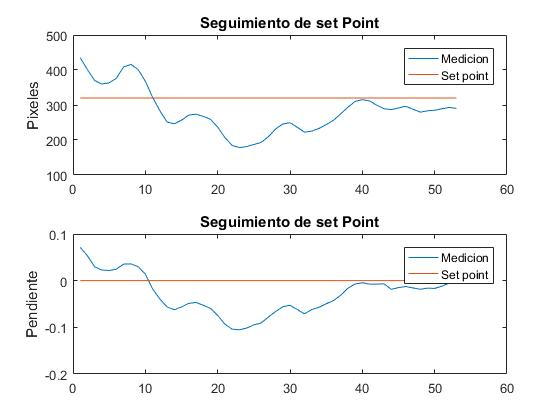 Seguimiento de set Point
500
400
300
200
100
Pixeles
Medicion
Set point
0 10 20 30 40 50 60
Seguimiento de set Point
0.1
0
-0.1
-0.2
Pendiente
Medicion
Set point
0 10 20 30 40 50 60